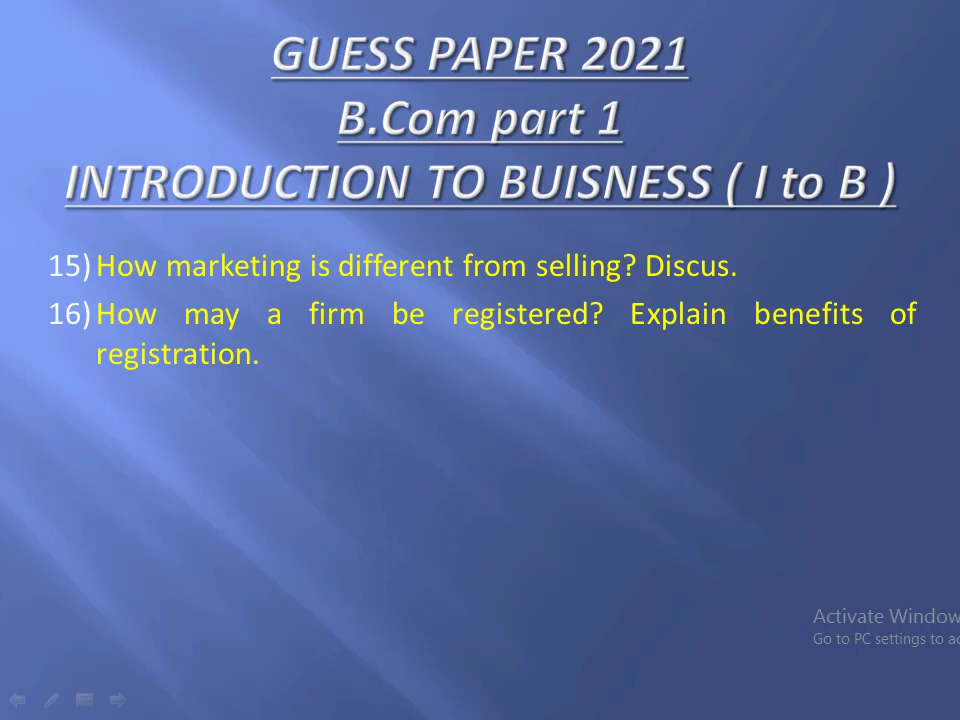 GUESS PAPER 2021
B.Com part 1
INTRODUCTION TO BUISNESS ( I to B )
15) How marketing is different from selling? Discus.
16) How may a firm be registered? Explain benefits of
registration.
Activate Window
Go to PC settings to ac